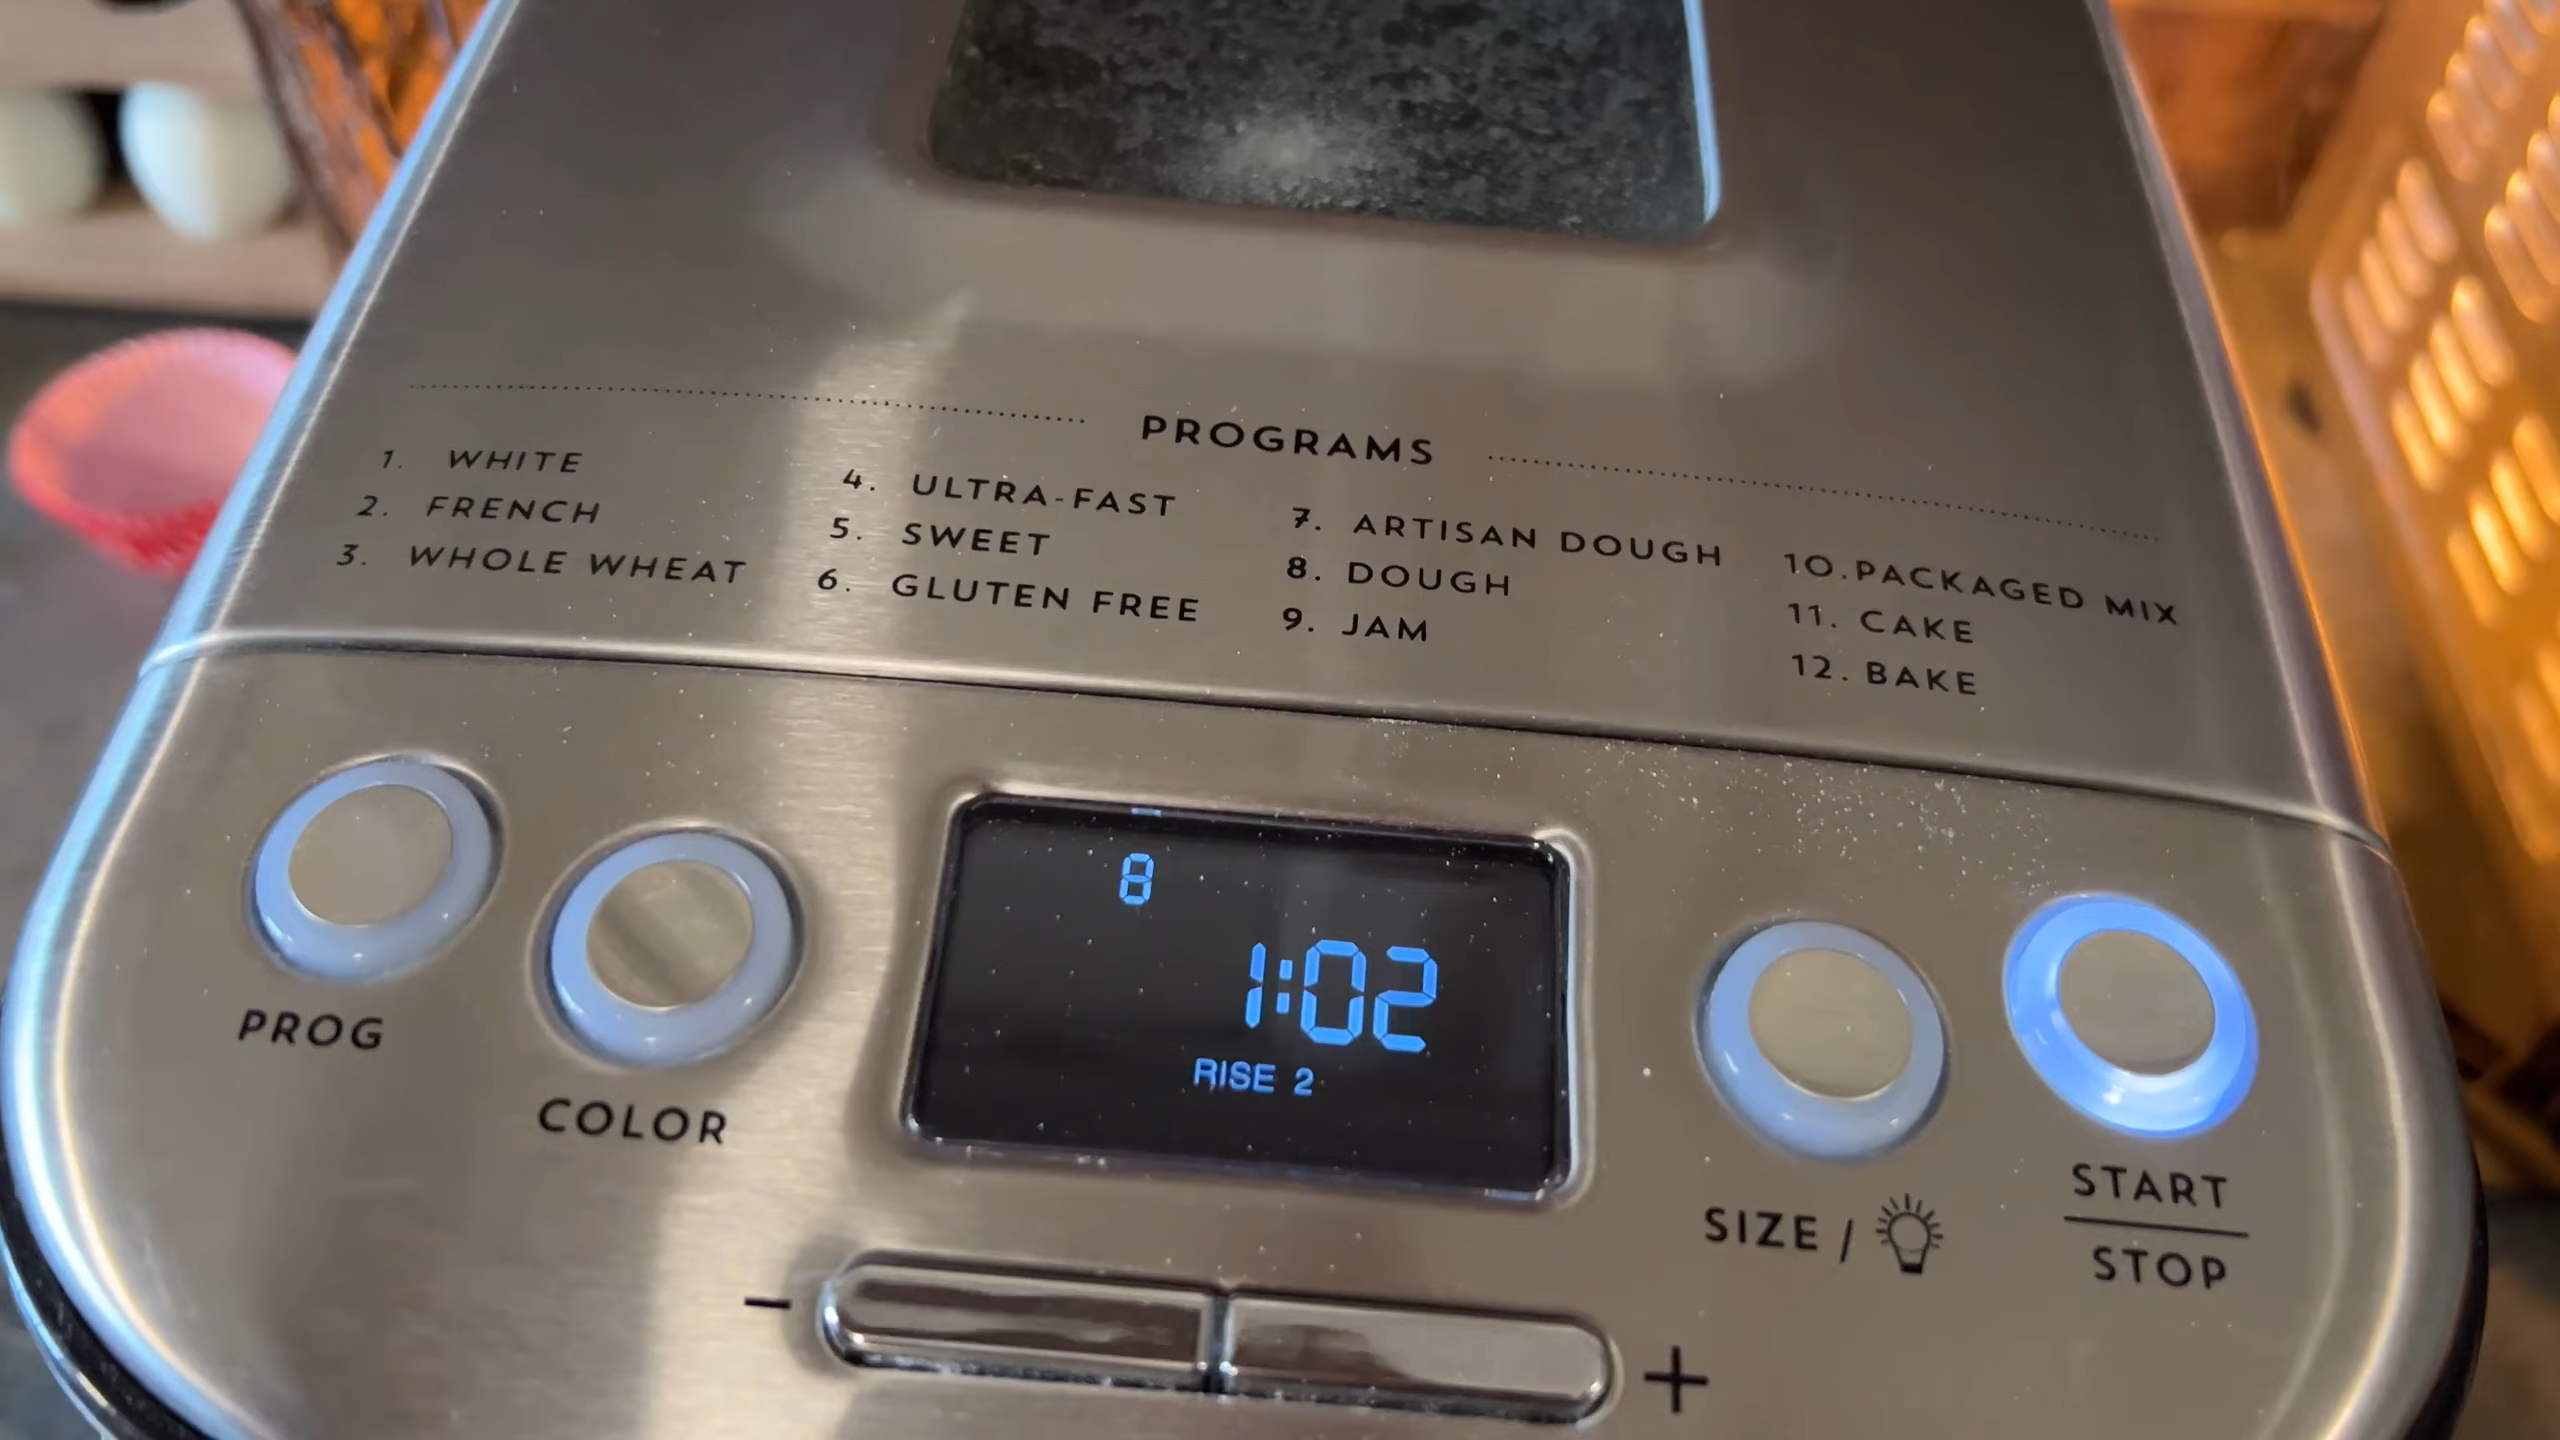 PROGRAMS
1. WHITE
2. FRENCH
3. WHOLE WHEAT
4. ULTRA-FAST
5. SWEET
6. GLUTEN FREE
7. ARTISAN DOUGH
8. DOUGH
9. JAM
10. PACKAGED MIX
11. CAKE
12. BAKE
PROG
COLOR
8
1:02
RISE 2
SIZE /
START
STOP
- +